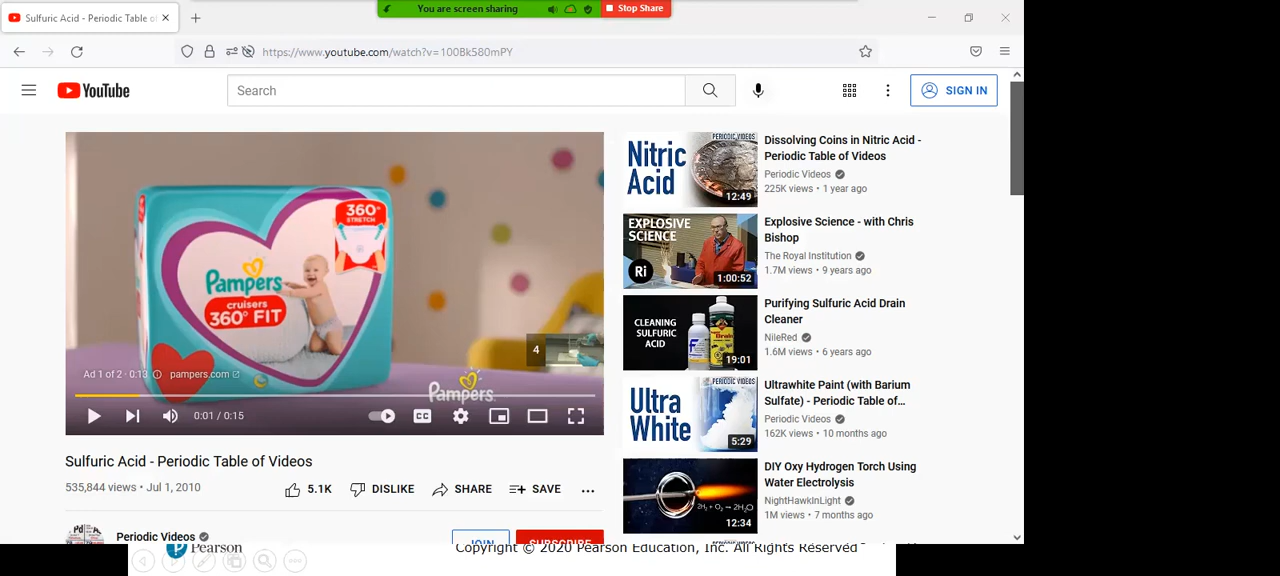 You are screen sharing
Stop Share
Sulfuric Acid - Periodic Table of
https://www.youtube.com/watch?v=100Bk580mPY
YouTube
Search
SIGN IN
360°
STRETCH
Pampers
cruisers
360° FIT
4
Ad 1 of 2 · 0:13
pampers.com
Pampers
0:01 / 0:15
CC
Sulfuric Acid - Periodic Table of Videos
535,844 views • Jul 1, 2010
5.1K
DISLIKE
SHARE
SAVE
Periodic Videos
JOIN
SUBSCRIBE
PERIODIC VIDEOS
Nitric
Acid
12:49
Dissolving Coins in Nitric Acid -
Periodic Table of Videos
Periodic Videos
225K views • 1 year ago
EXPLOSIVE
SCIENCE
Ri
1:00:52
Explosive Science - with Chris
Bishop
The Royal Institution
1.7M views • 9 years ago
CLEANING
SULFURIC
ACID
19:01
Purifying Sulfuric Acid Drain
Cleaner
NileRed
1.6M views • 6 years ago
PERIODIC VIDEOS
Ultra
White
5:29
Ultrawhite Paint (with Barium
Sulfate) - Periodic Table of...
Periodic Videos
162K views • 10 months ago
2H₂ + O₂ → 2H₂O
12:34
DIY Oxy Hydrogen Torch Using
Water Electrolysis
NightHawkInLight
1M views • 7 months ago
Pearson
Copyright © 2020 Pearson Education, Inc. All Rights Reserved